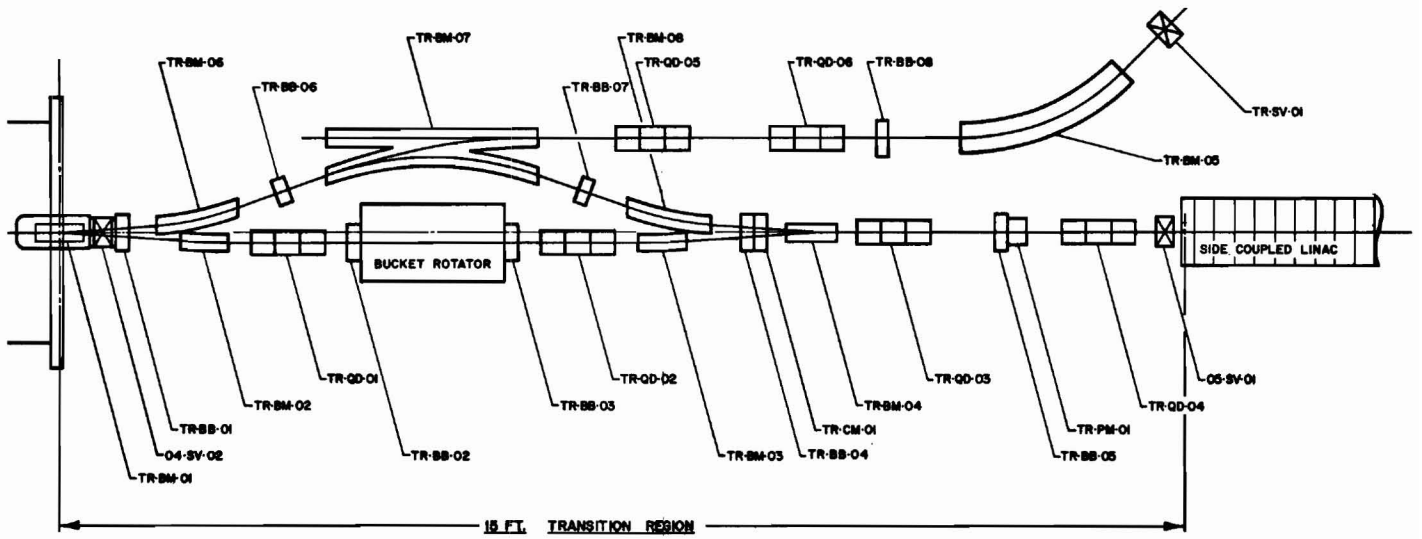 TR-BM-07
TR-BM-08
TR-BM-06
TR-QD-05
TR-QD-06
TR-BB-08
TR-BB-06
TR-BB-07
TR-SV-01
TR-BM-05
BUCKET ROTATOR
SIDE COUPLED LINAC
TR-QD-01
TR-QD-02
TR-QD-03
05-SV-01
TR-BM-02
TR-BB-03
TR-BM-04
TR-QD-04
TR-BB-01
TR-CM-01
TR-PM-01
04-SV-02
TR-BB-02
TR-BM-03
TR-BB-04
TR-BB-05
TR-BM-01
15 FT. TRANSITION REGION